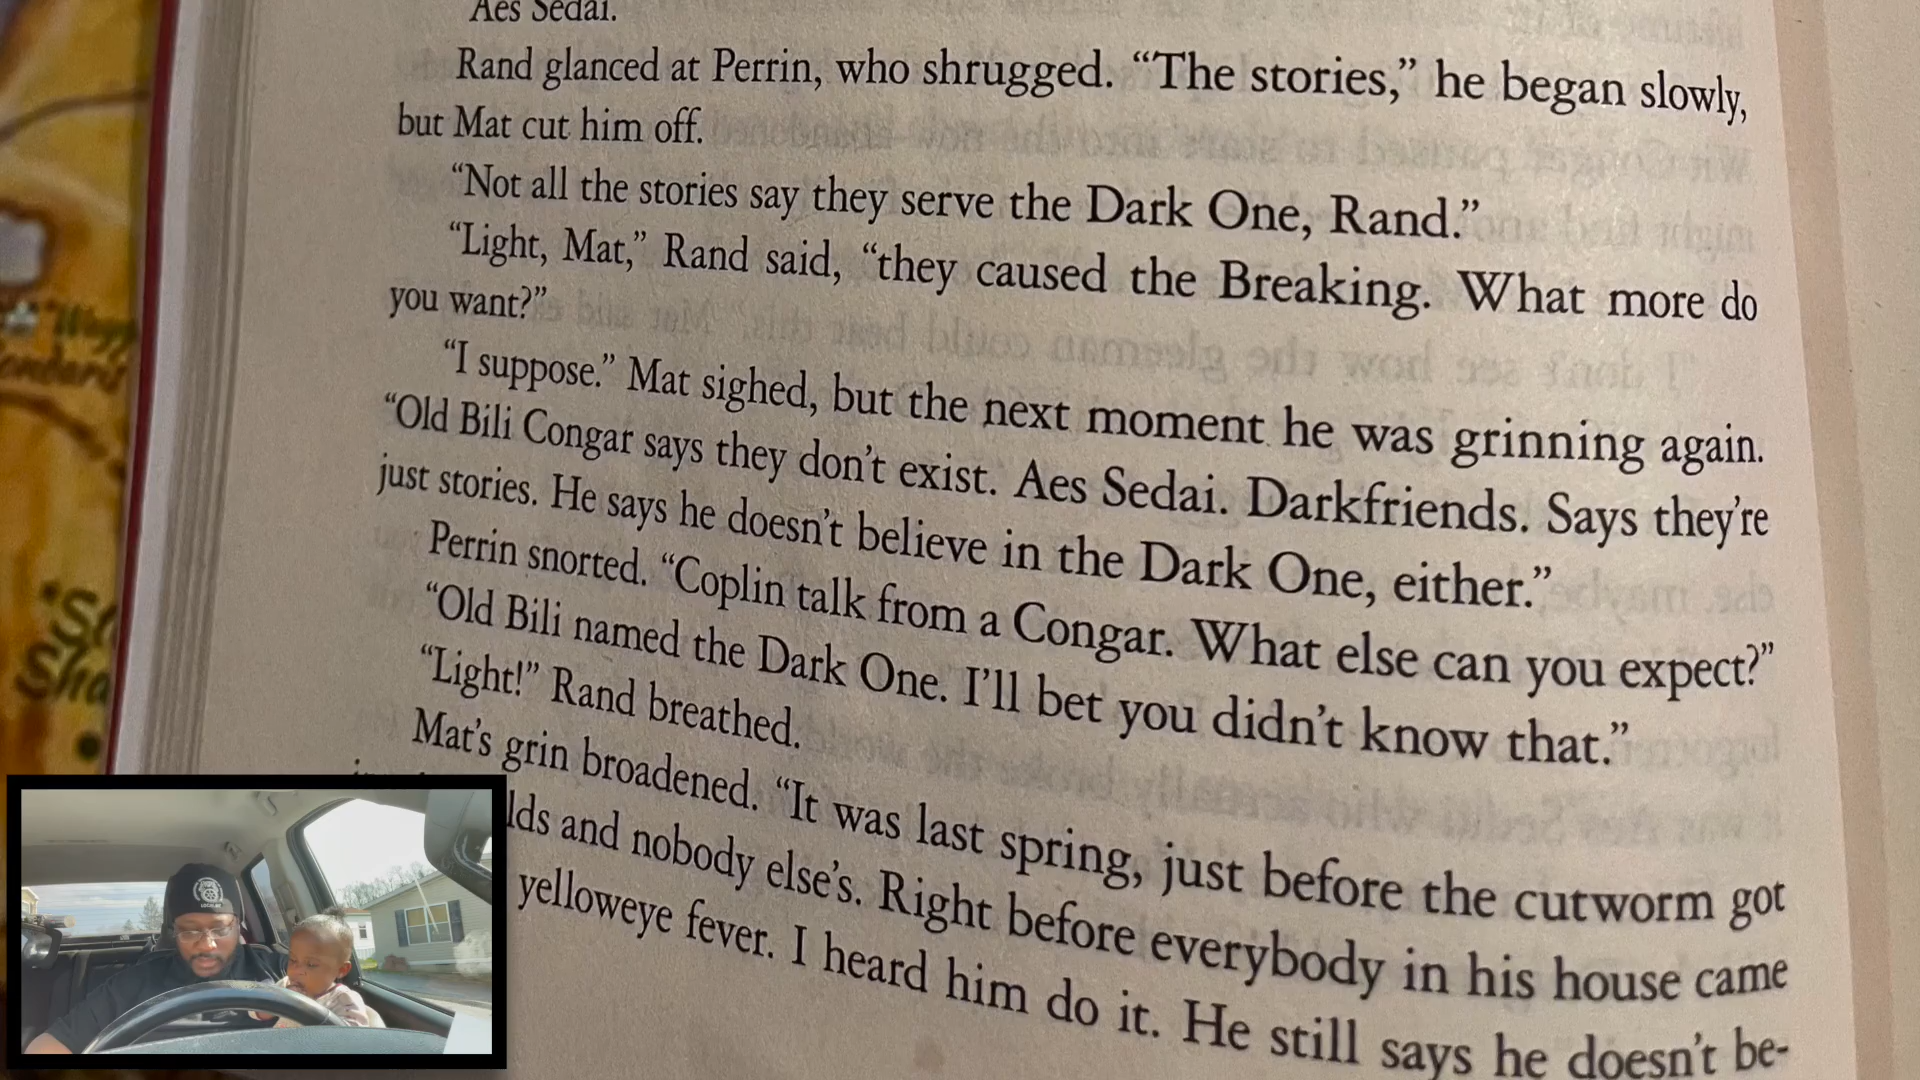 Aes Sedai.
Rand glanced at Perrin, who shrugged. “The stories,” he began slowly,
but Mat cut him off.
“Not all the stories say they serve the Dark One, Rand.”
“Light, Mat,” Rand said, “they caused the Breaking. What more do
you want?”
“I suppose.” Mat sighed, but the next moment he was grinning again.
“Old Bili Congar says they don’t exist. Aes Sedai. Darkfriends. Says they’re
just stories. He says he doesn’t believe in the Dark One, either.”
Perrin snorted. “Coplin talk from a Congar. What else can you expect?”
“Old Bili named the Dark One. I’ll bet you didn’t know that.”
“Light!” Rand breathed.
Mat’s grin broadened. “It was last spring, just before the cutworm got
lds and nobody else’s. Right before everybody in his house came
yelloweye fever. I heard him do it. He still says he doesn’t be-